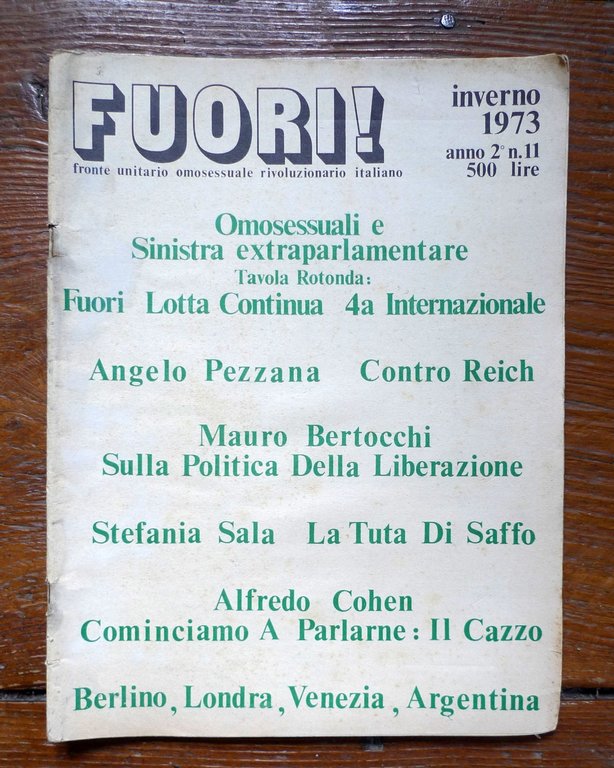 FUORI!
fronte unitario omosessuale rivoluzionario italiano
inverno
1973
anno 2° n.11
500 lire
Omosessuali e
Sinistra extraparlamentare
Tavola Rotonda:
Fuori Lotta Continua 4a Internazionale
Angelo Pezzana Contro Reich
Mauro Bertocchi
Sulla Politica Della Liberazione
Stefania Sala La Tuta Di Saffo
Alfredo Cohen
Cominciamo A Parlarne: Il Cazzo
Berlino, Londra, Venezia, Argentina